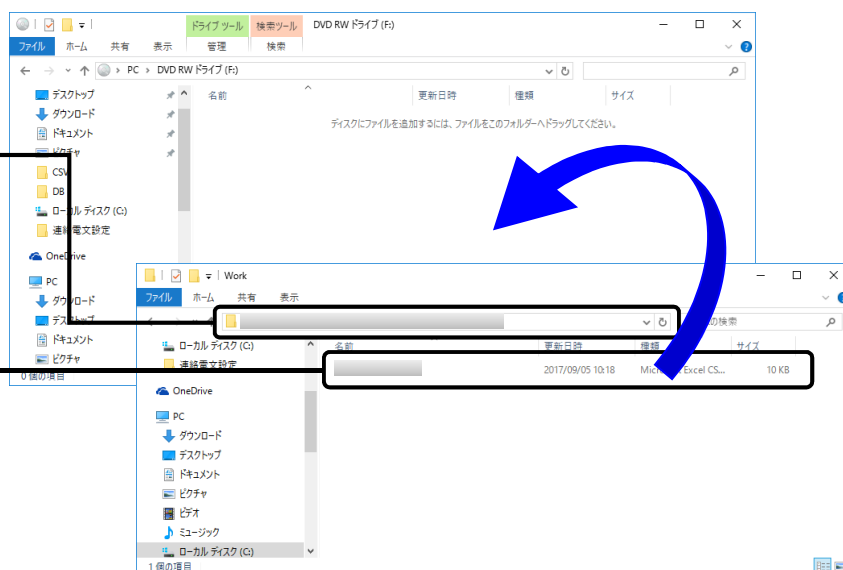 ドライブ ツール 検索ツール DVD RW ドライブ (F:)
ファイル ホーム 共有 表示 管理 検索
PC › DVD RW ドライブ (F:)
デスクトップ
ダウンロード
ドキュメント
ピクチャ
CSV
DB
ローカル ディスク (C:)
連絡電文設定
OneDrive
PC
ダウンロード
デスクトップ
ドキュメント
ピクチャ
0 個の項目
名前 更新日時 種類 サイズ
ディスクにファイルを追加するには、ファイルをこのフォルダーへドラッグしてください。
Work
ファイル ホーム 共有 表示
の検索
ローカル ディスク (C:)
連絡電文設定
OneDrive
PC
ダウンロード
デスクトップ
ドキュメント
ピクチャ
ビデオ
ミュージック
ローカル ディスク (C:)
1 個の項目
名前 更新日時 種類 サイズ
2017/09/05 10:18 Microsoft Excel CS... 10 KB